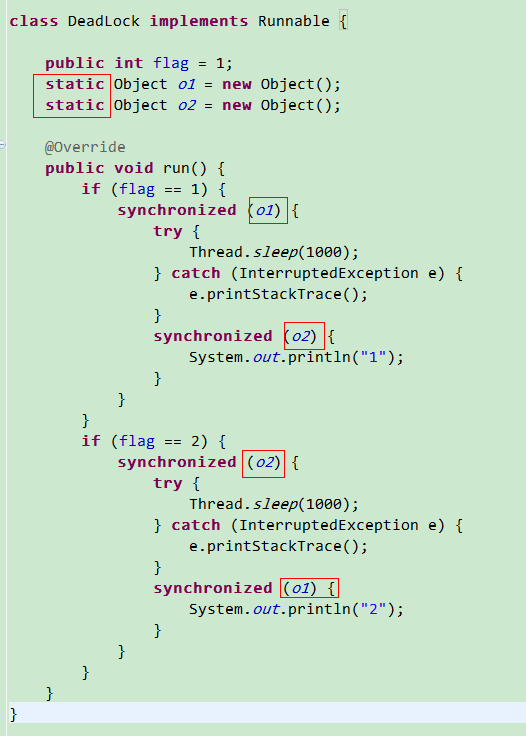 class DeadLock implements Runnable {
public int flag = 1;
static Object o1 = new Object();
static Object o2 = new Object();
@Override
public void run() {
if (flag == 1) {
synchronized (o1) {
try {
Thread.sleep(1000);
} catch (InterruptedException e) {
e.printStackTrace();
}
synchronized (o2) {
System.out.println("1");
}
}
}
if (flag == 2) {
synchronized (o2) {
try {
Thread.sleep(1000);
} catch (InterruptedException e) {
e.printStackTrace();
}
synchronized (o1) {
System.out.println("2");
}
}
}
}
}